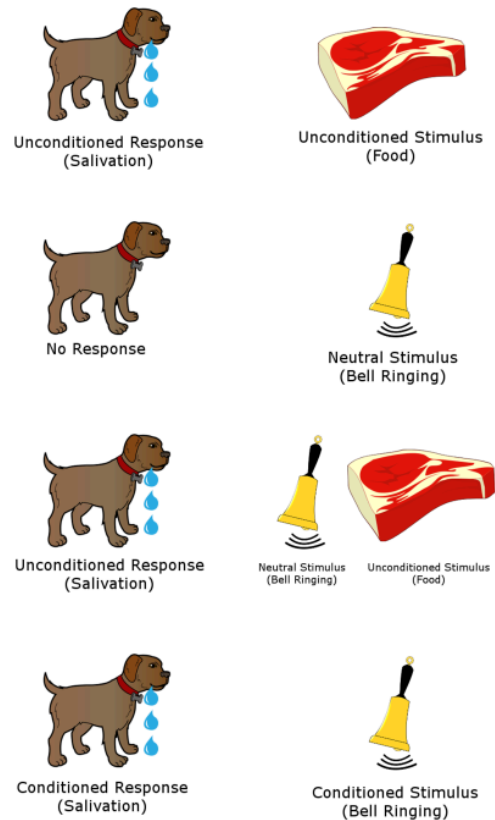 Unconditioned Response
(Salivation)
Unconditioned Stimulus
(Food)
No Response
Neutral Stimulus
(Bell Ringing)
Unconditioned Response
(Salivation)
Neutral Stimulus
(Bell Ringing)
Unconditioned Stimulus
(Food)
Conditioned Response
(Salivation)
Conditioned Stimulus
(Bell Ringing)